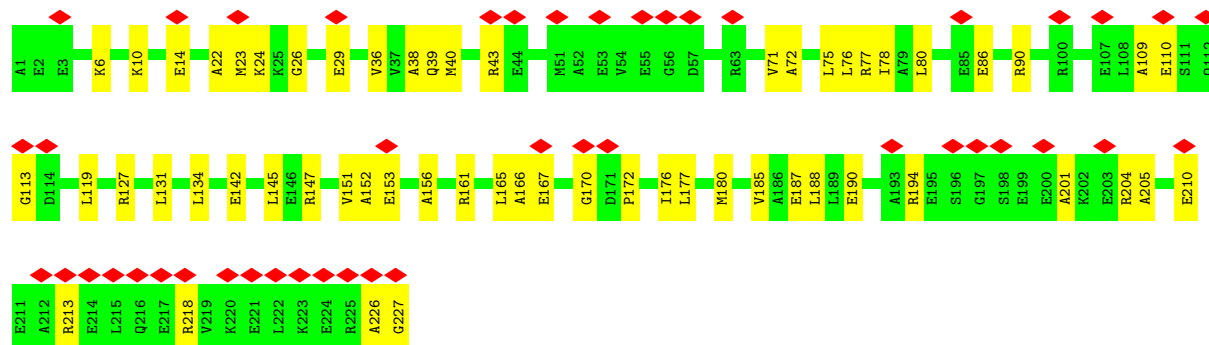 A1 E2 E3 K6 K10 E14 A22 M23 K24 K25 G26 E29 V36 V37 A38 Q39 M40 R43 E44 M51 A52 E53 V54 E55 G56 D57 R63 V71 A72 L75 L76 R77 I78 A79 L80 E85 E86 R90 R100 E107 L108 A109 E110 S111
G113 D114 L119 R127 L131 L134 E142 L145 E146 R147 V151 A152 E153 A156 R161 L165 A166 E167 G170 D171 P172 I176 L177 M180 V185 A186 E187 L188 L189 E190 A193 R194 E195 S196 G197 S198 E199 E200 A201 K202 E203 R204 A205 E210
E211 A212 R213 E214 L215 Q216 E217 R218 V219 K220 E221 L222 K223 E224 R225 A226 G227